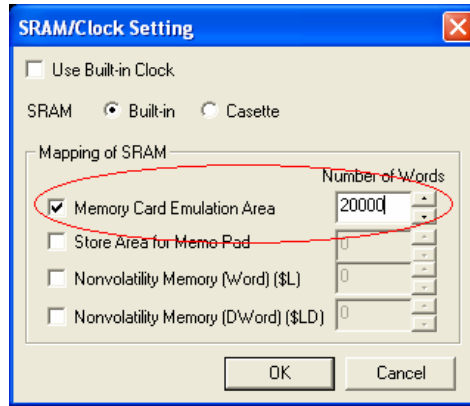 SRAM/Clock Setting
Use Built-in Clock
SRAM Built-in Casette
Mapping of SRAM
Number of Words
Memory Card Emulation Area 20000
Store Area for Memo Pad 0
Nonvolatility Memory (Word) ($L) 0
Nonvolatility Memory (DWord) ($LD) 0
OK Cancel